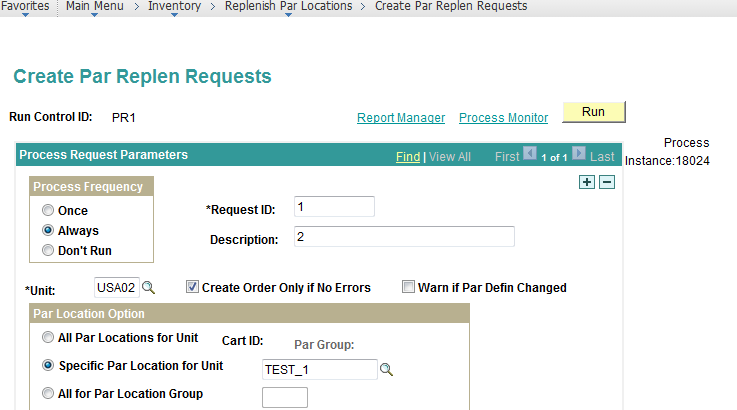 Favorites Main Menu > Inventory > Replenish Par Locations > Create Par Replen Requests
Create Par Replen Requests
Run Control ID: PR1 Report Manager Process Monitor Run
Process
Instance:18024
Process Request Parameters Find | View All First 1 of 1 Last
Process Frequency
Once
Always
Don't Run
*Request ID: 1
Description: 2
*Unit: USA02 Create Order Only if No Errors Warn if Par Defin Changed
Par Location Option
All Par Locations for Unit Cart ID: Par Group:
Specific Par Location for Unit TEST_1
All for Par Location Group